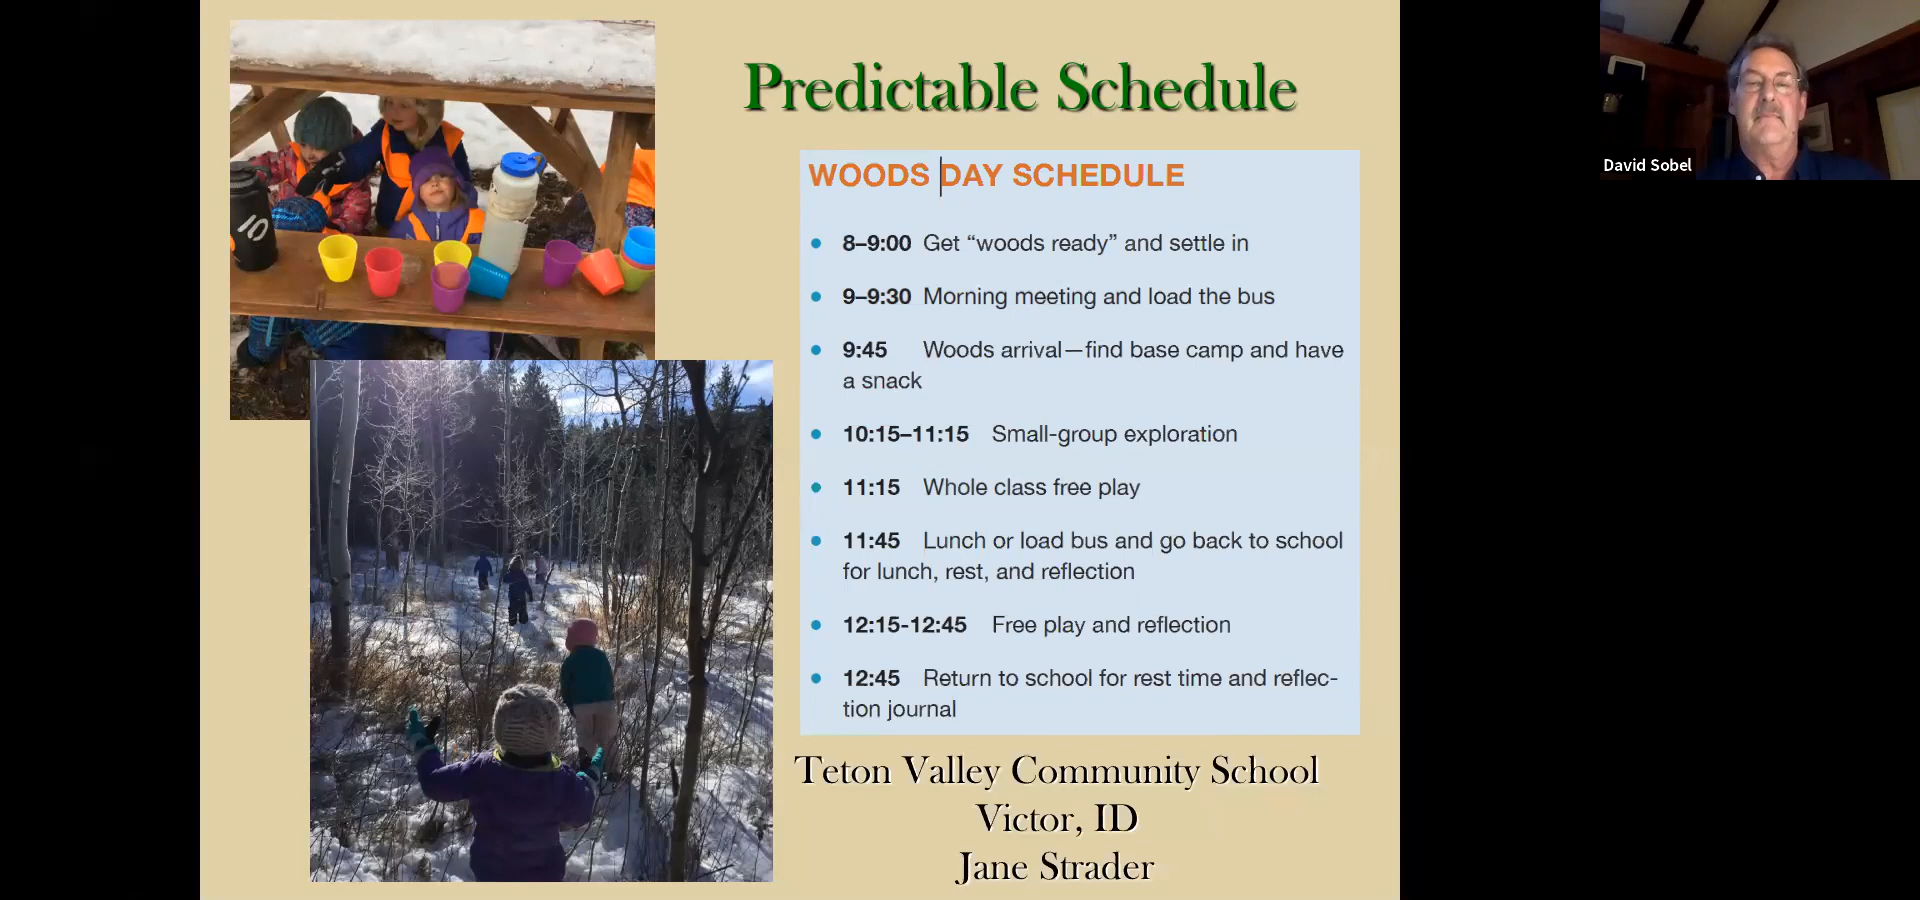 Predictable Schedule
WOODS DAY SCHEDULE
• 8–9:00 Get “woods ready” and settle in
• 9–9:30 Morning meeting and load the bus
• 9:45 Woods arrival—find base camp and have
a snack
• 10:15–11:15 Small-group exploration
• 11:15 Whole class free play
• 11:45 Lunch or load bus and go back to school
for lunch, rest, and reflection
• 12:15-12:45 Free play and reflection
• 12:45 Return to school for rest time and reflec-
tion journal
Teton Valley Community School
Victor, ID
Jane Strader
David Sobel
10